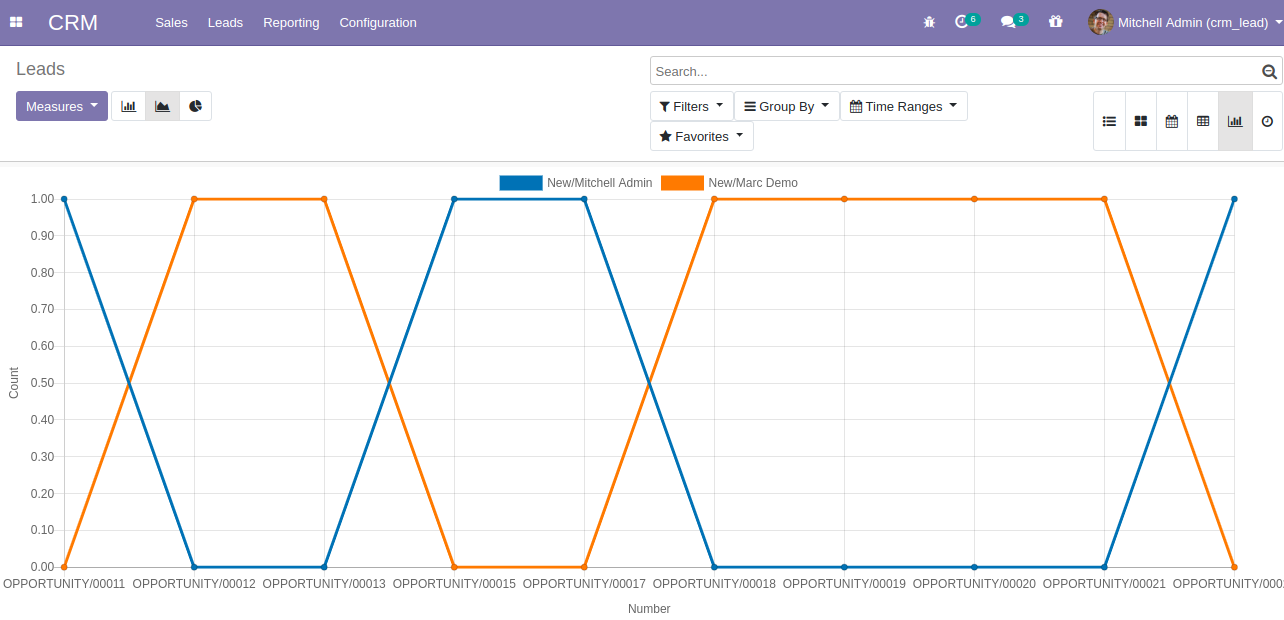 CRM Sales Leads Reporting Configuration 6 3 Mitchell Admin (crm_lead)
Leads
Search...
Measures
Filters Group By Time Ranges
Favorites
New/Mitchell Admin New/Marc Demo
1.00
0.90
0.80
0.70
0.60
0.50
0.40
0.30
0.20
0.10
0.00
Count
OPPORTUNITY/00011 OPPORTUNITY/00012 OPPORTUNITY/00013 OPPORTUNITY/00015 OPPORTUNITY/00017 OPPORTUNITY/00018 OPPORTUNITY/00019 OPPORTUNITY/00020 OPPORTUNITY/00021
Number